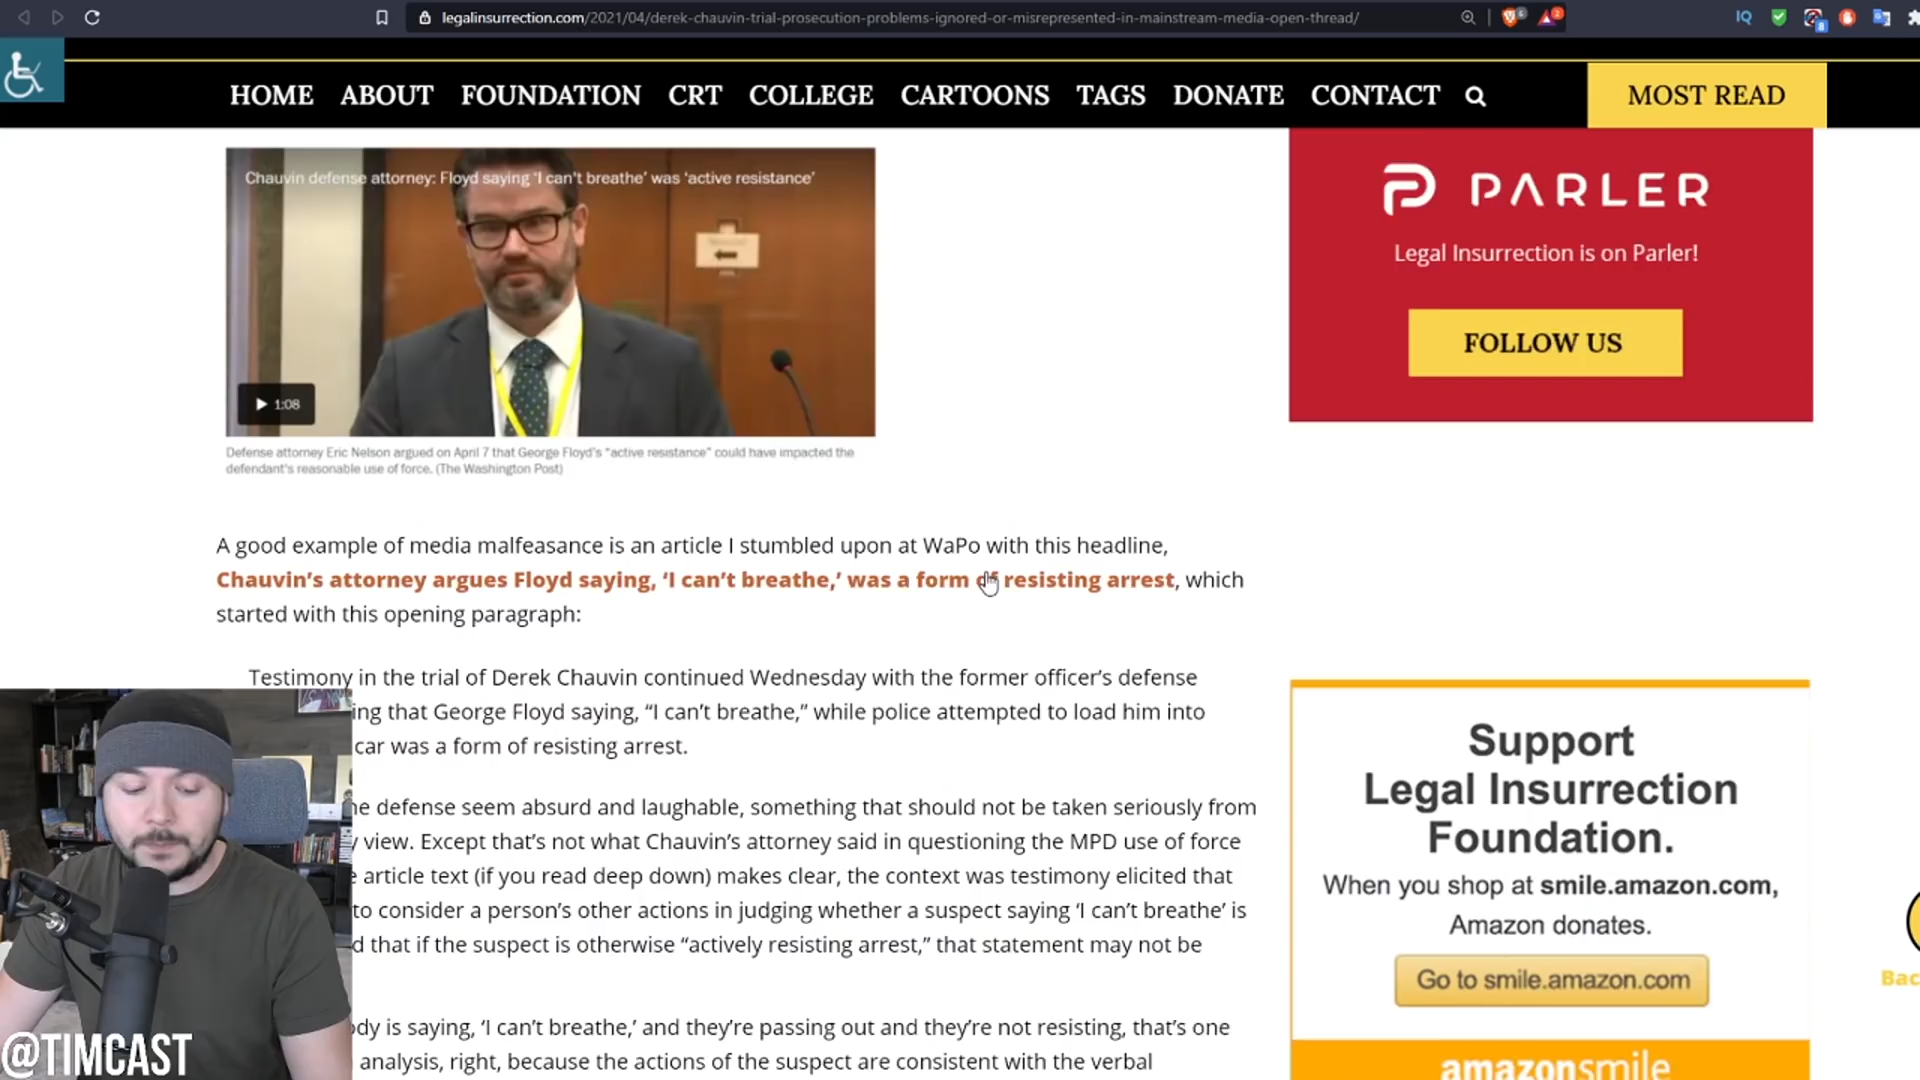 legalinsurrection.com/2021/04/derek-chauvin-trial-prosecution-problems-ignored-or-misrepresented-in-mainstream-media-open-thread/
HOME ABOUT FOUNDATION CRT COLLEGE CARTOONS TAGS DONATE CONTACT
MOST READ
Chauvin defense attorney: Floyd saying ‘I can’t breathe’ was ‘active resistance’
1:08
Defense attorney Eric Nelson argued on April 7 that George Floyd's "active resistance" could have impacted the
defendant's reasonable use of force. (The Washington Post)
PARLER
Legal Insurrection is on Parler!
FOLLOW US
A good example of media malfeasance is an article I stumbled upon at WaPo with this headline,
Chauvin’s attorney argues Floyd saying, ‘I can’t breathe,’ was a form of resisting arrest, which
started with this opening paragraph:
Testimony in the trial of Derek Chauvin continued Wednesday with the former officer’s defense
ing that George Floyd saying, “I can’t breathe,” while police attempted to load him into
car was a form of resisting arrest.
e defense seem absurd and laughable, something that should not be taken seriously from
view. Except that’s not what Chauvin’s attorney said in questioning the MPD use of force
article text (if you read deep down) makes clear, the context was testimony elicited that
to consider a person’s other actions in judging whether a suspect saying ‘I can’t breathe’ is
d that if the suspect is otherwise “actively resisting arrest,” that statement may not be
dy is saying, ‘I can’t breathe,’ and they’re passing out and they’re not resisting, that’s one
analysis, right, because the actions of the suspect are consistent with the verbal
Support
Legal Insurrection
Foundation.
When you shop at smile.amazon.com,
Amazon donates.
Go to smile.amazon.com
amazonsmile
Bac
@TIMCAST